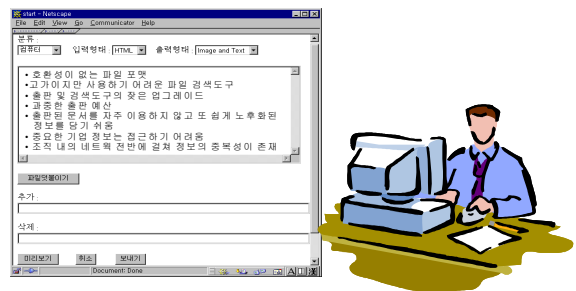 start - Netscape
File Edit View Go Communicator Help
분류 :
컴퓨터 입력형태 : HTML 출력형태 : Image and Text
• 호환성이 없는 파일 포맷
•고가이지만 사용하기 어려운 파일 검색도구
• 출판 및 검색도구의 잦은 업그레이드
• 과중한 출판 예산
• 출판된 문서를 자주 이용하지 않고 또 쉽게 노후화된
정보를 담기 쉬움
• 중요한 기업 정보는 접근하기 어려움
• 조직 내의 네트웍 전반에 걸쳐 정보의 중복성이 존재
파일덧붙이기
추가 :
삭제 :
미리보기 취소 보내기
Document: Done